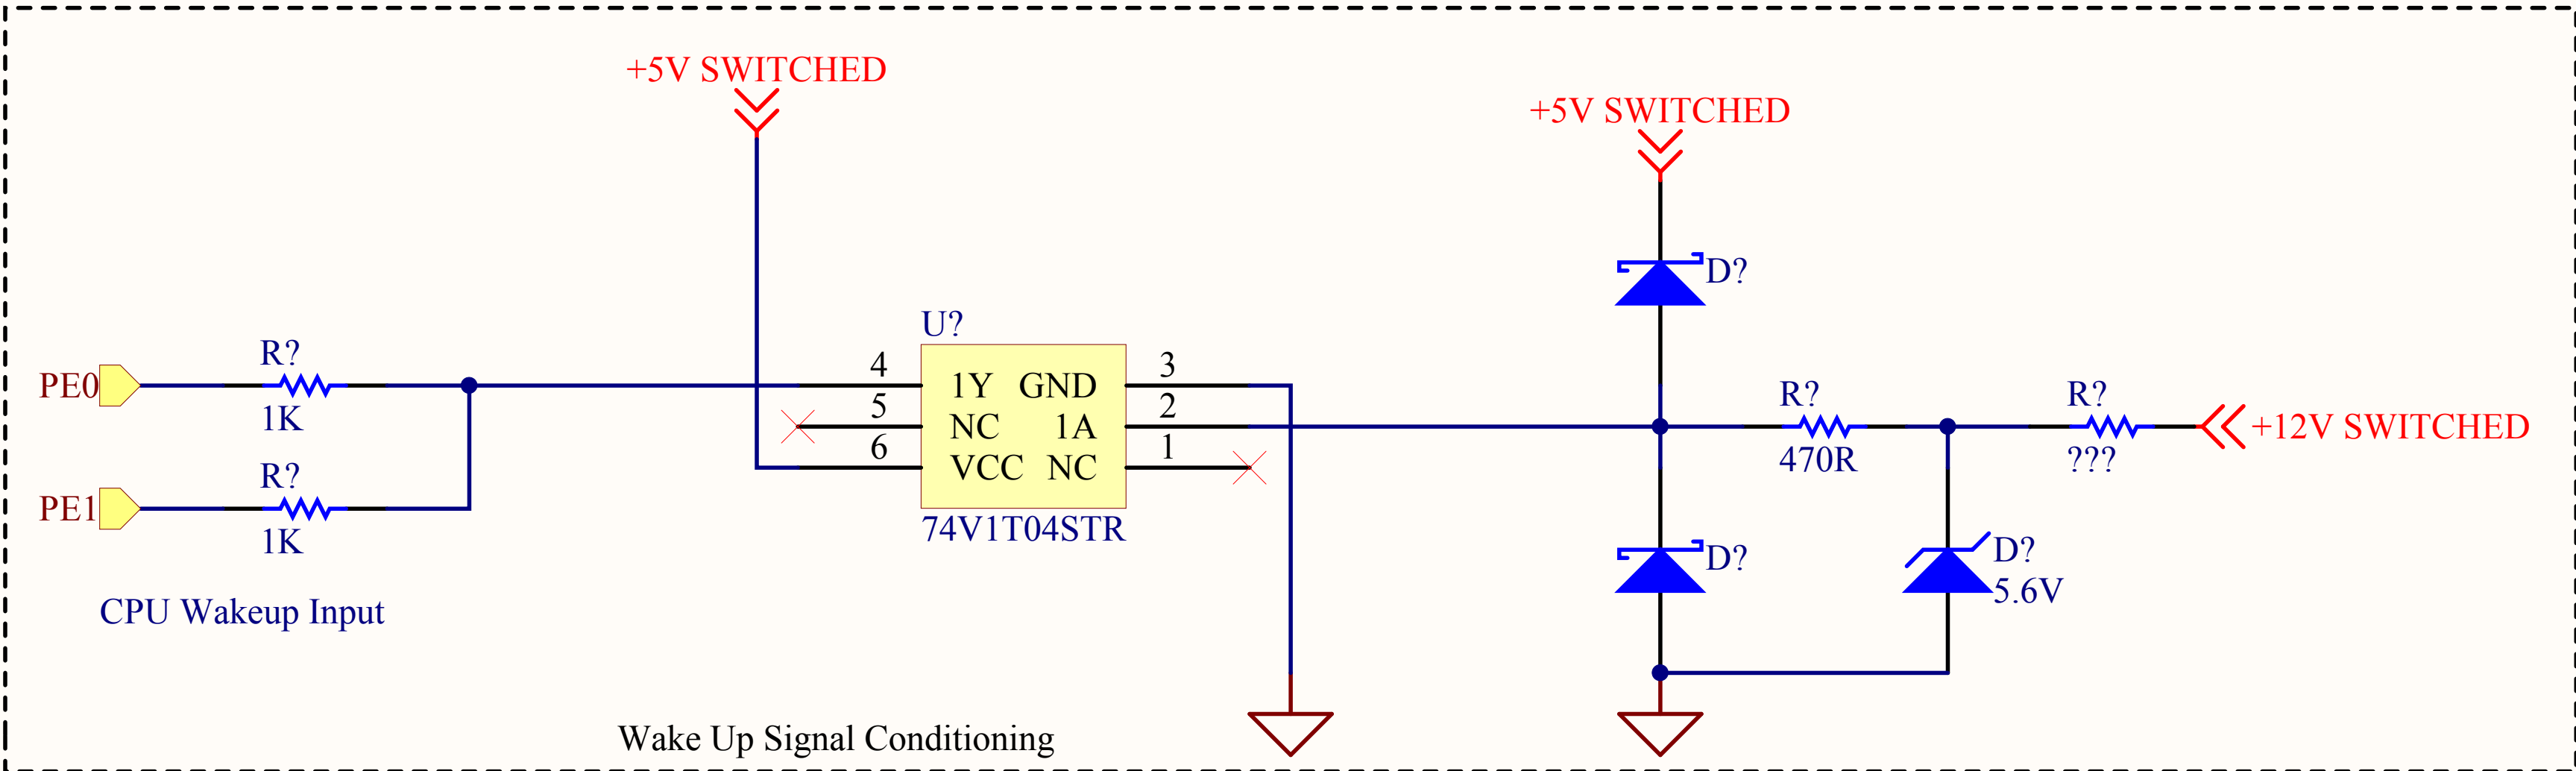 +5V SWITCHED
+5V SWITCHED
D?
U?
R?
PE0
1K
4
1Y
GND
3
5
NC
1A
2
6
VCC
NC
1
R?
470R
R?
???
+12V SWITCHED
R?
PE1
1K
74V1T04STR
D?
D?
5.6V
CPU Wakeup Input
Wake Up Signal Conditioning